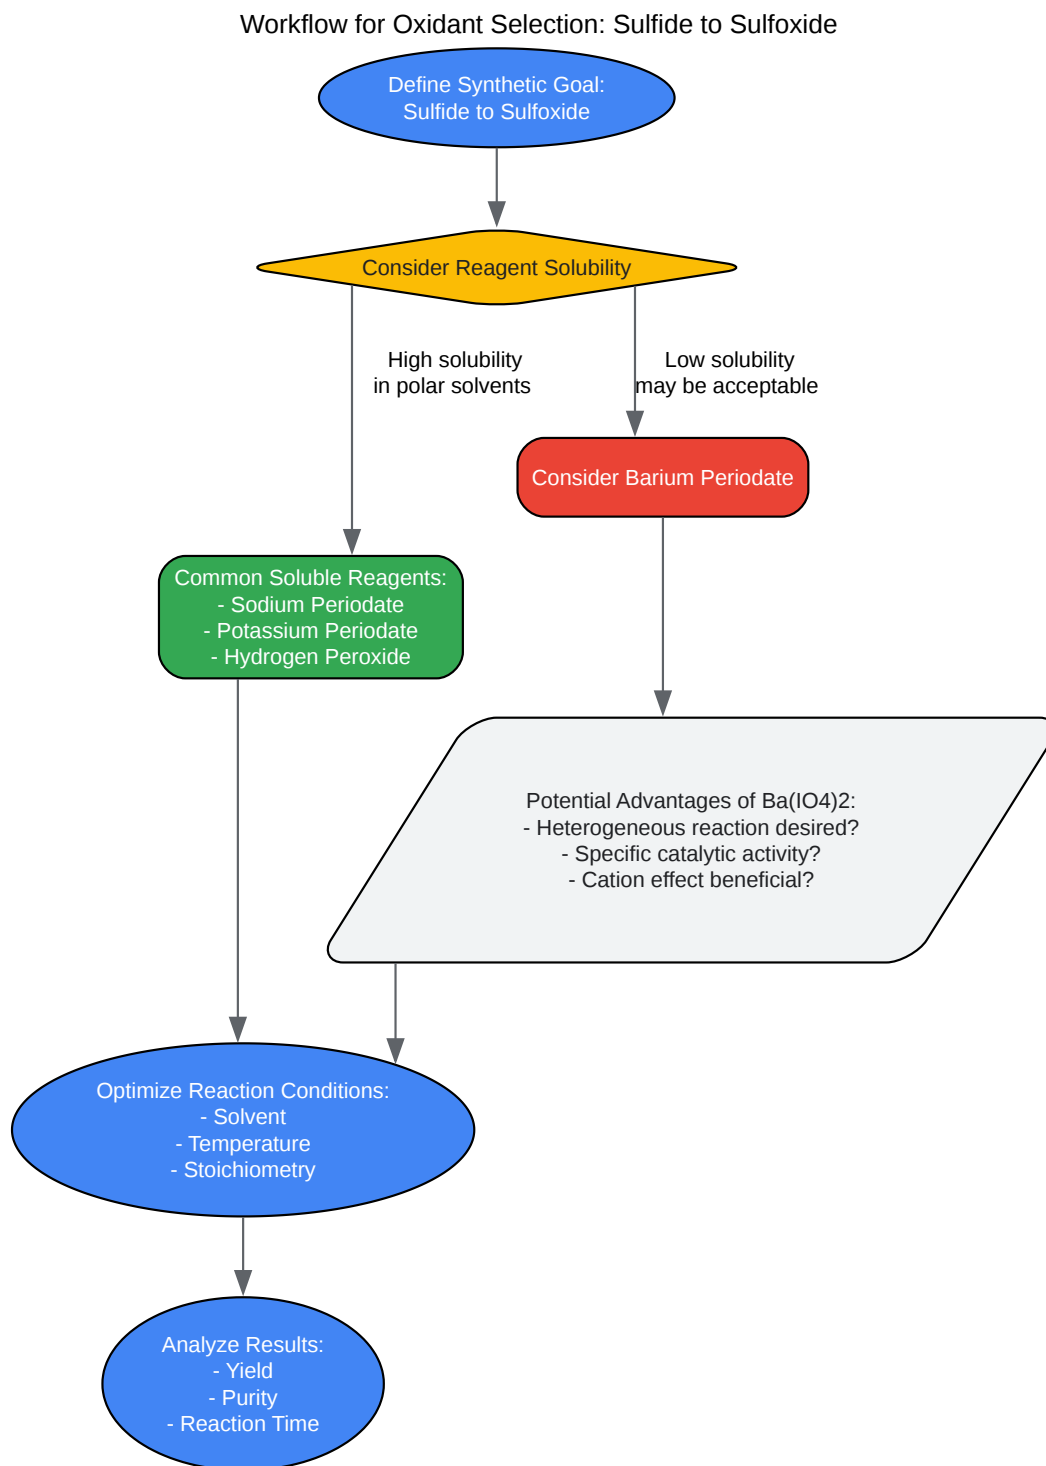 Workflow for Oxidant Selection: Sulfide to Sulfoxide
Define Synthetic Goal:
Sulfide to Sulfoxide
Consider Reagent Solubility
High solubility
in polar solvents
Low solubility
may be acceptable
Consider Barium Periodate
Common Soluble Reagents:
- Sodium Periodate
- Potassium Periodate
- Hydrogen Peroxide
Potential Advantages of Ba(IO4)2:
- Heterogeneous reaction desired?
- Specific catalytic activity?
- Cation effect beneficial?
Optimize Reaction Conditions:
- Solvent
- Temperature
- Stoichiometry
Analyze Results:
- Yield
- Purity
- Reaction Time